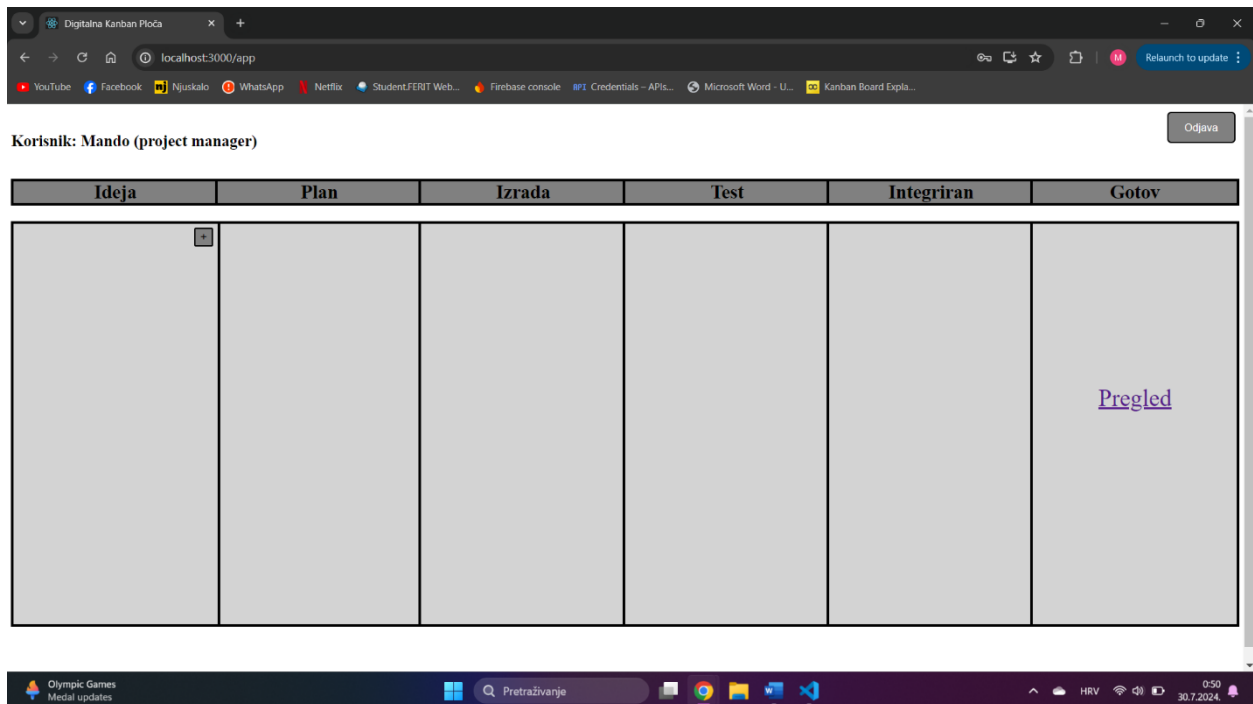 Digitalna Kanban Ploča
localhost:3000/app
M
Relaunch to update
YouTube Facebook Njuskalo WhatsApp Netflix Student.FERIT Web... Firebase console API Credentials – APIs... Microsoft Word - U... Kanban Board Expla...
Odjava
Korisnik: Mando (project manager)
Ideja Plan Izrada Test Integriran Gotov
+
Pregled
Olympic Games
Medal updates
Pretraživanje
HRV
0:50
30.7.2024.